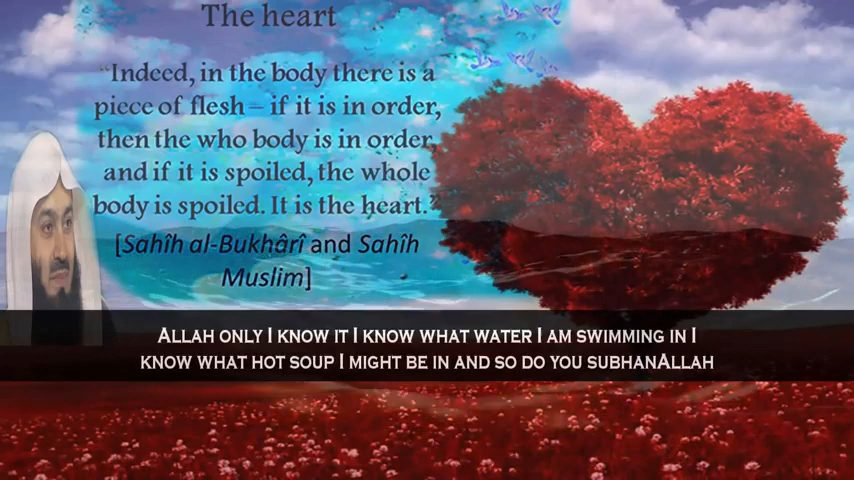 The heart
"Indeed, in the body there is a
piece of flesh – if it is in order,
then the who body is in order,
and if it is spoiled, the whole
body is spoiled. It is the heart."
[Sahîh al-Bukhârî and Sahîh
Muslim]
ALLAH ONLY I KNOW IT I KNOW WHAT WATER I AM SWIMMING IN I
KNOW WHAT HOT SOUP I MIGHT BE IN AND SO DO YOU SUBHANALLAH